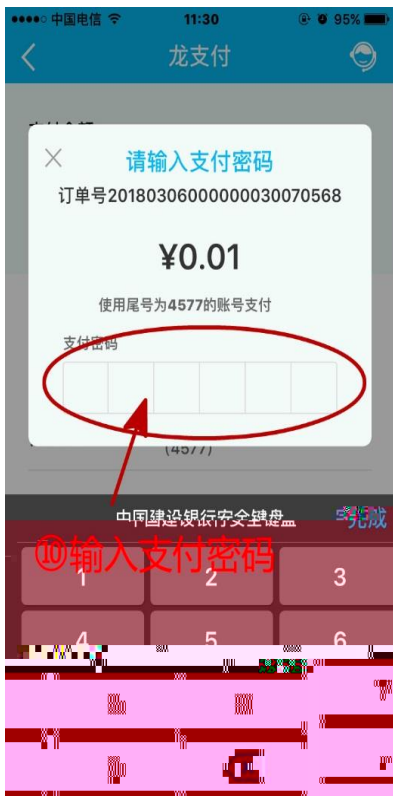 中国电信 11:30 95%
龙支付
请输入支付密码
订单号20180306000000030070568
¥0.01
使用尾号为4577的账号支付
支付密码
(4577)
中国建设银行安全键盘 完成
⑩输入支付密码
1 2 3
4 5 6